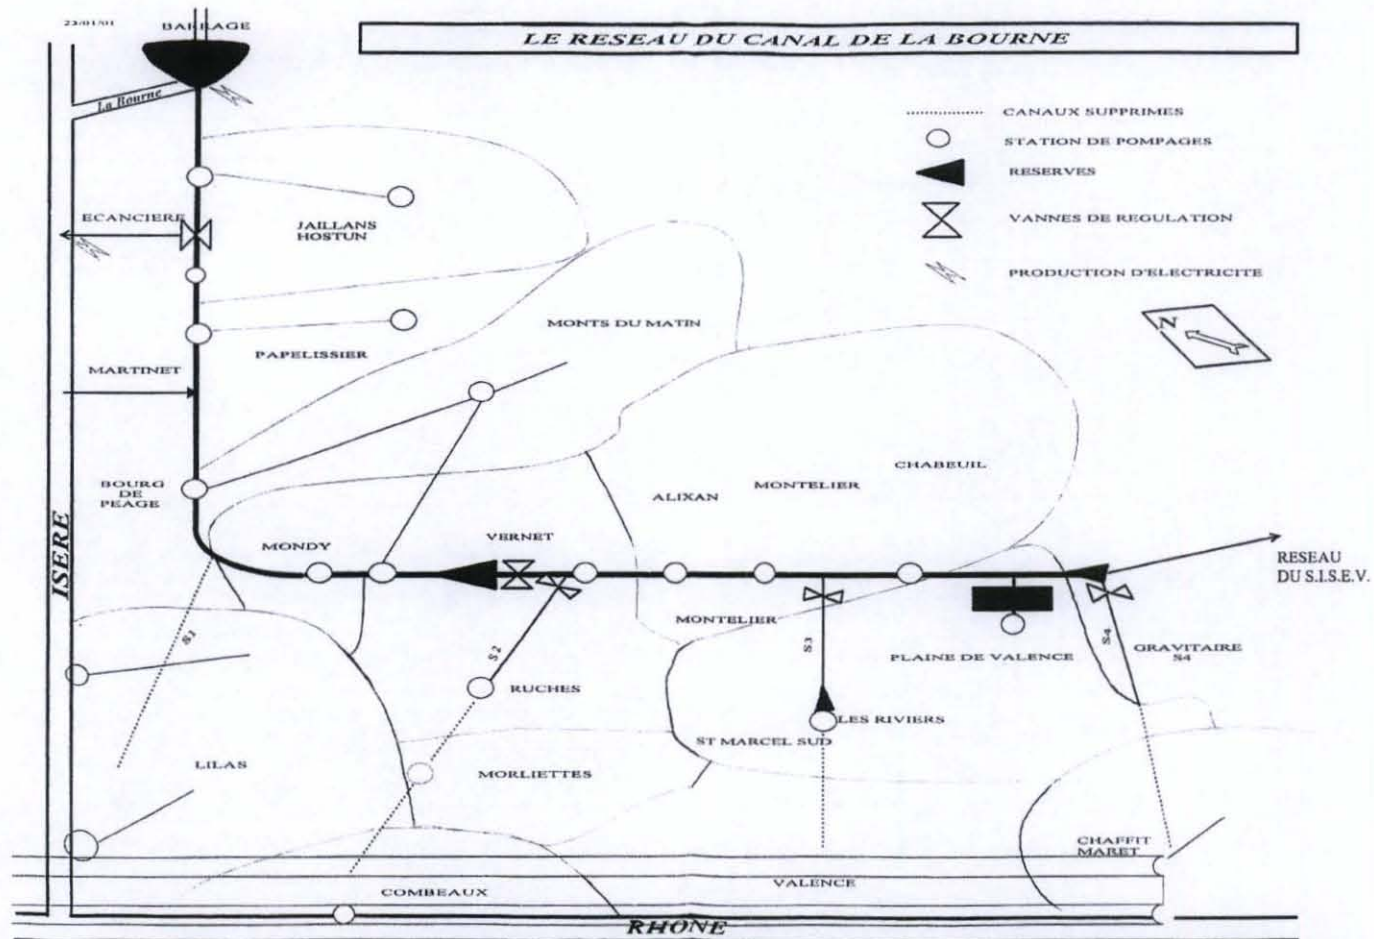 23/01/01
BARRAGE
LE RESEAU DU CANAL DE LA BOURNE
La Bourne
CANAUX SUPPRIMES
STATION DE POMPAGES
RESERVES
VANNES DE REGULATION
PRODUCTION D'ELECTRICITE
N
ECANCIERE
JAILLANS
HOSTUN
MONTS DU MATIN
PAPELISSIER
MARTINET
BOURG
DE
PEAGE
CHABEUIL
MONTELIER
ALIXAN
MONDY
VERNET
ISERE
RESEAU
DU S.I.S.E.V.
MONTELIER
S1
S2
S3
S4
PLAINE DE VALENCE
GRAVITAIRE
S4
RUCHES
LES RIVIERS
ST MARCEL SUD
LILAS
MORLIETTES
CHAFFIT
MARET
COMBEAUX
VALENCE
RHONE